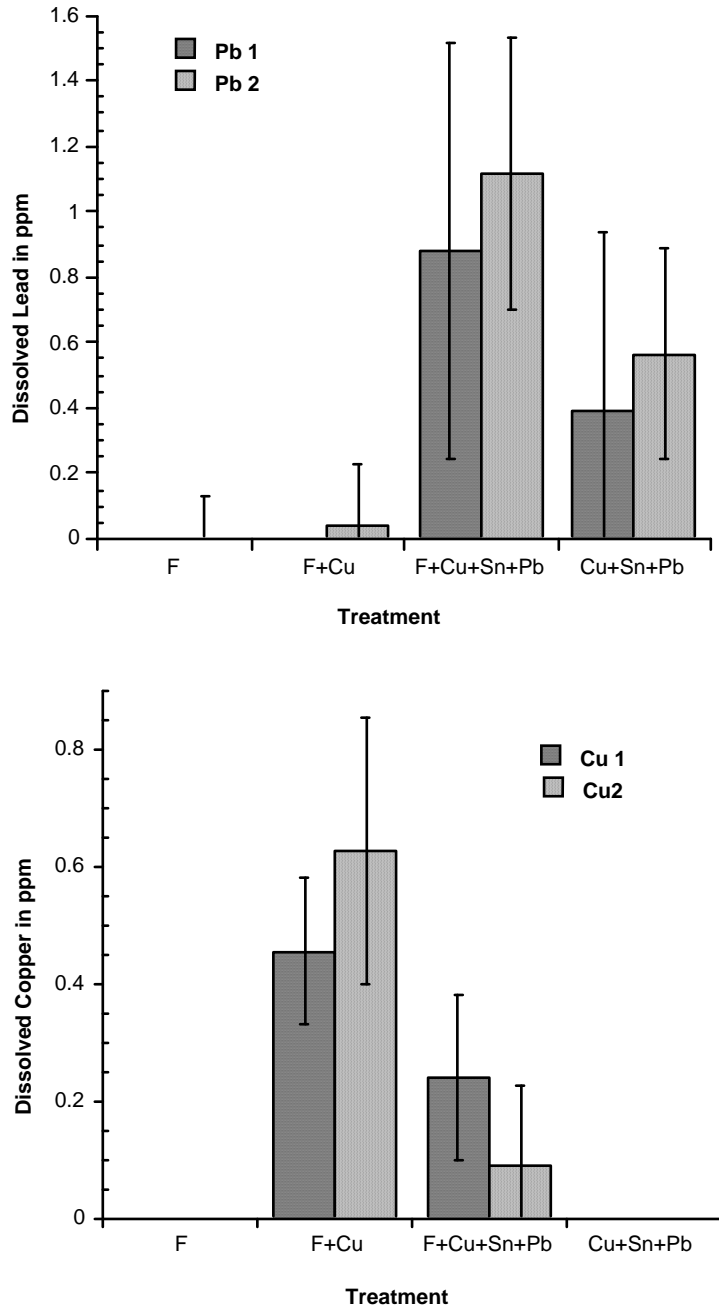 1.6
1.4
1.2
1
0.8
0.6
0.4
0.2
0
Dissolved Lead in ppm
Pb 1
Pb 2
F F+Cu F+Cu+Sn+Pb Cu+Sn+Pb
Treatment
0.8
0.6
0.4
0.2
0
Dissolved Copper in ppm
Cu 1
Cu2
F F+Cu F+Cu+Sn+Pb Cu+Sn+Pb
Treatment